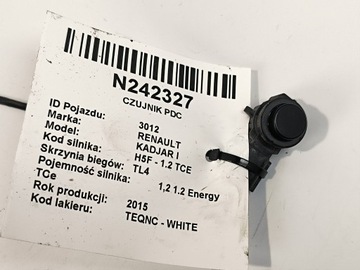 N242327
CZUJNIK PDC
ID Pojazdu: 3012
Marka: RENAULT
Model: KADJAR I
Kod silnika: H5F - 1.2 TCE
Skrzynia biegów: TL4
Pojemność silnika: 1,2 1.2 Energy
TCe
Rok produkcji: 2015
Kod lakieru: TEQNC - WHITE